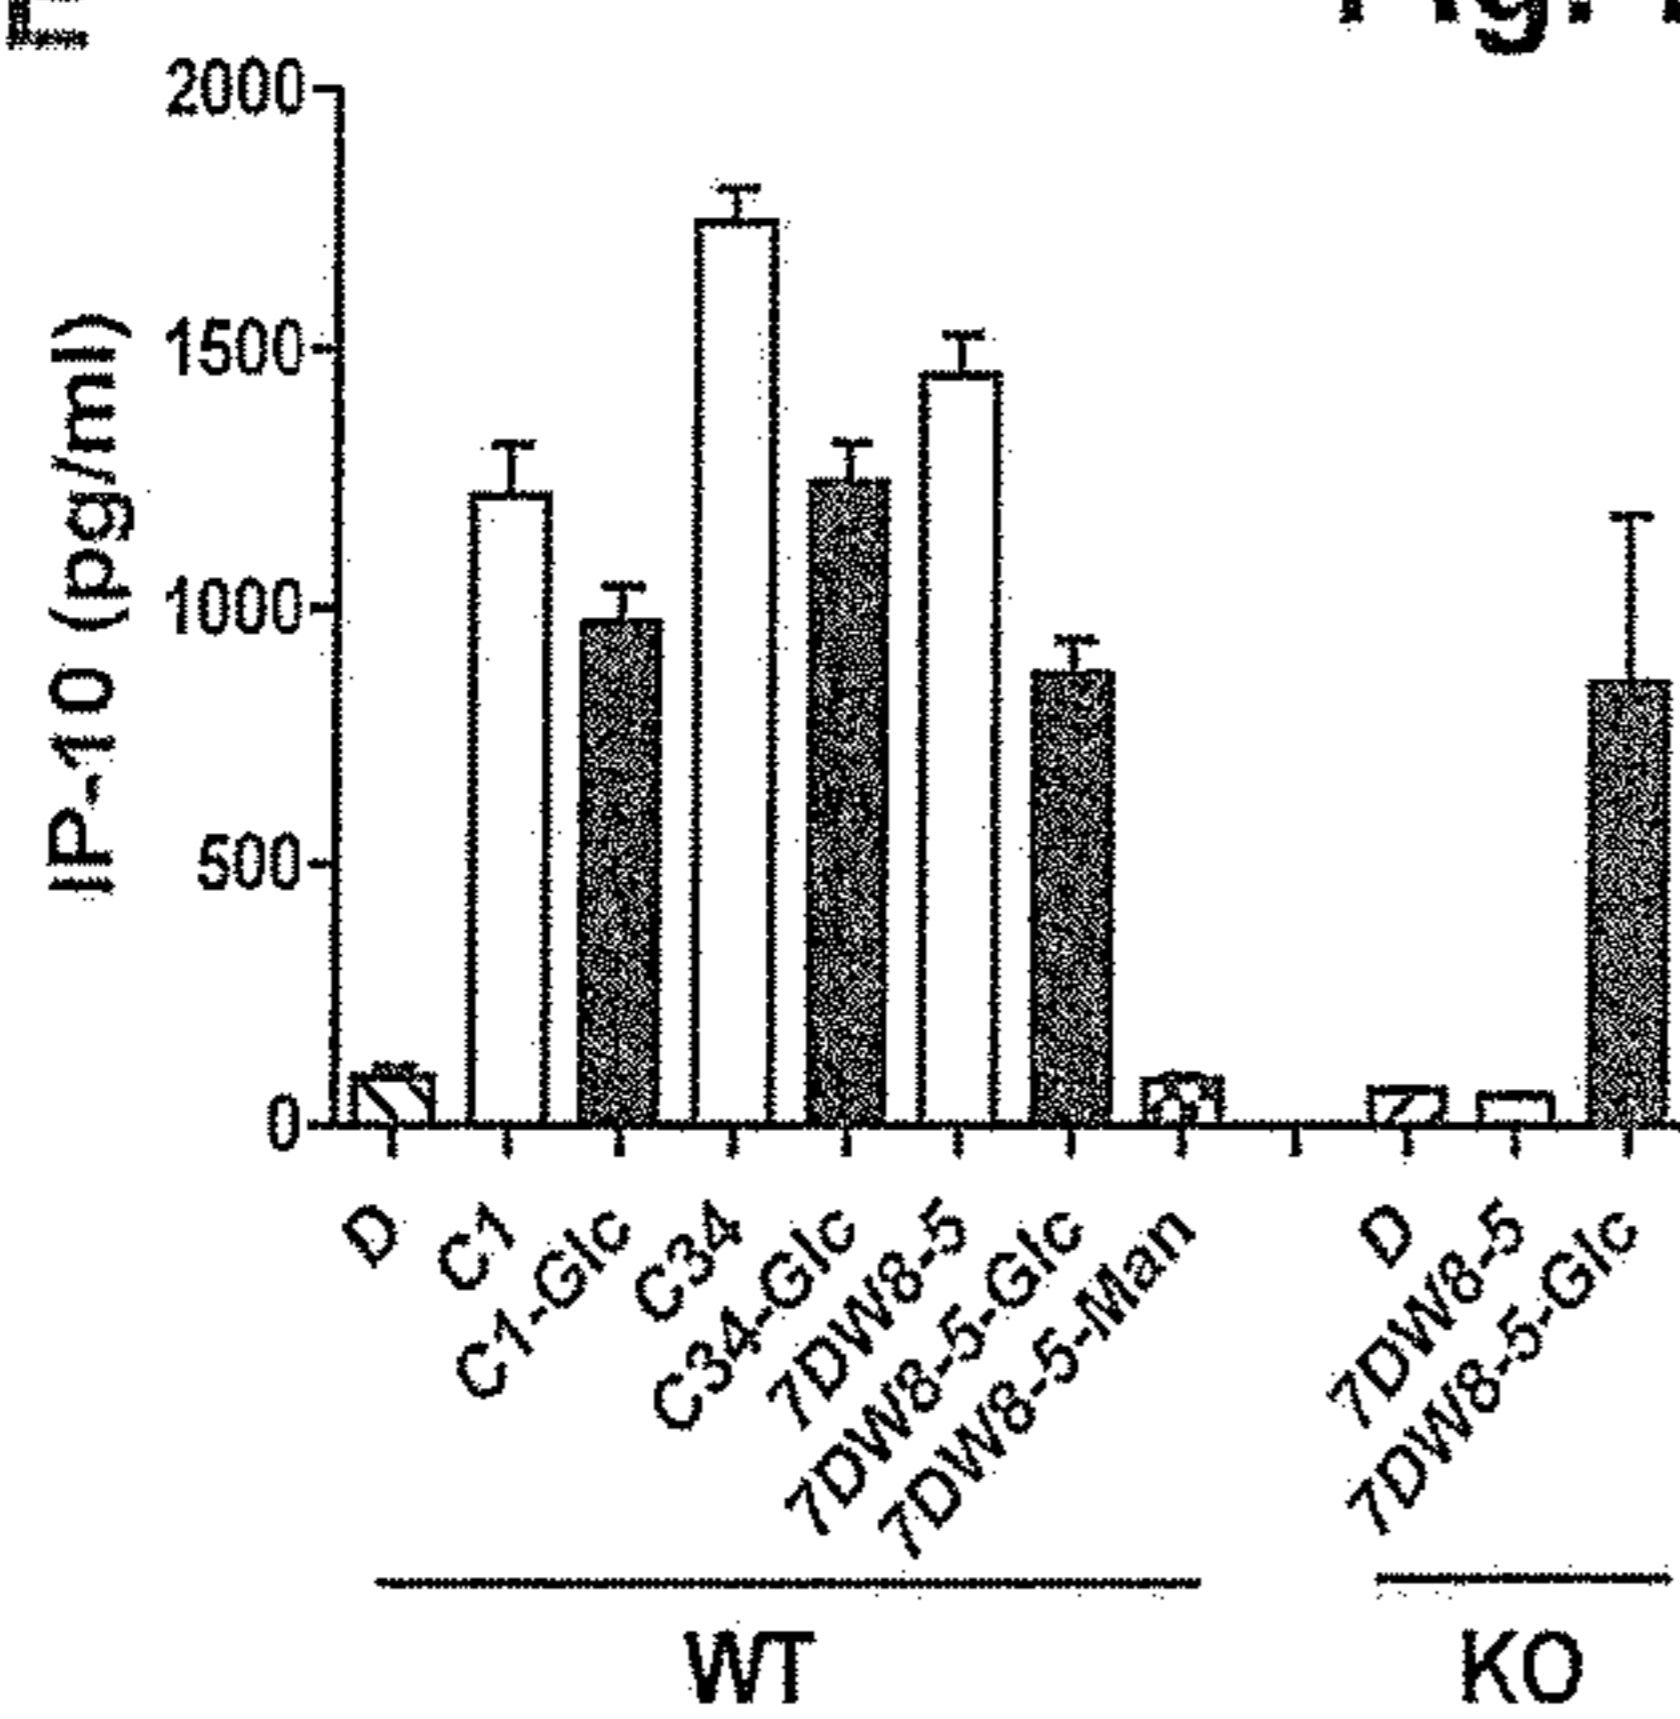 2000
1500
1000
500
0
IP-10 (pg/ml)
D
C1
C1-Glc
C34
C34-Glc
7DW8-5
7DW8-5-Glc
7DW8-5-Man
D
7DW8-5
7DW8-5-Glc
WT
KO